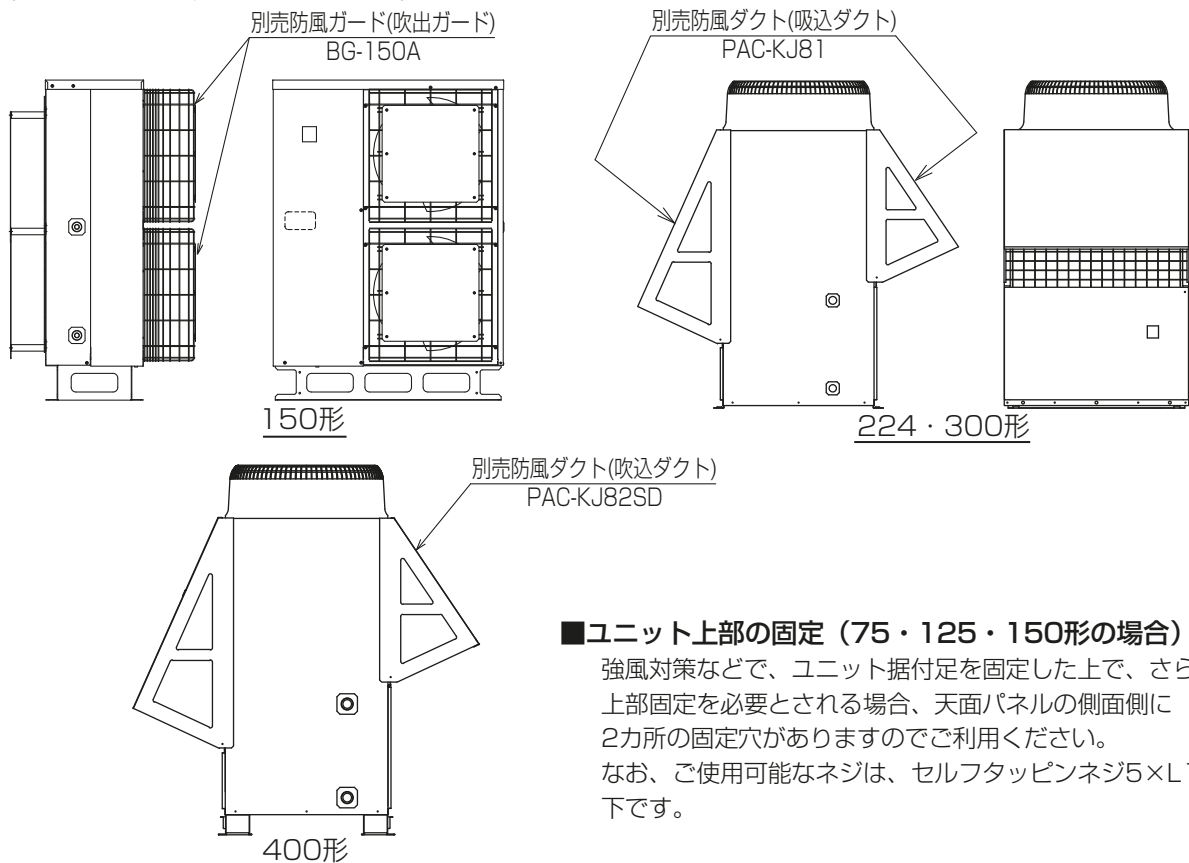 別売防風ガード(吹出ガード)
BG-150A
別売防風ダクト(吸込ダクト)
PAC-KJ81
150形
224・300形
別売防風ダクト(吹込ダクト)
PAC-KJ82SD
400形
■ユニット上部の固定（75・125・150形の場合）
強風対策などで、ユニット据付足を固定した上で、さら
上部固定を必要とされる場合、天面パネルの側面側に
2カ所の固定穴がありますのでご利用ください。
なお、ご使用可能なネジは、セルフタッピンネジ5×L
下です。